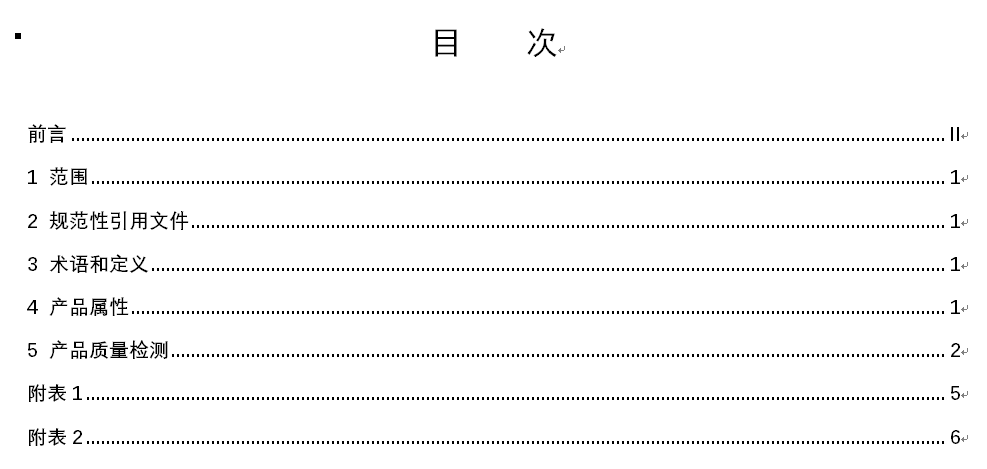 目 次
前言 ........................................ II
1 范围 ........................................ 1
2 规范性引用文件 ........................................ 1
3 术语和定义 ........................................ 1
4 产品属性 ........................................ 1
5 产品质量检测 ........................................ 2
附表 1 ........................................ 5
附表 2 ........................................ 6